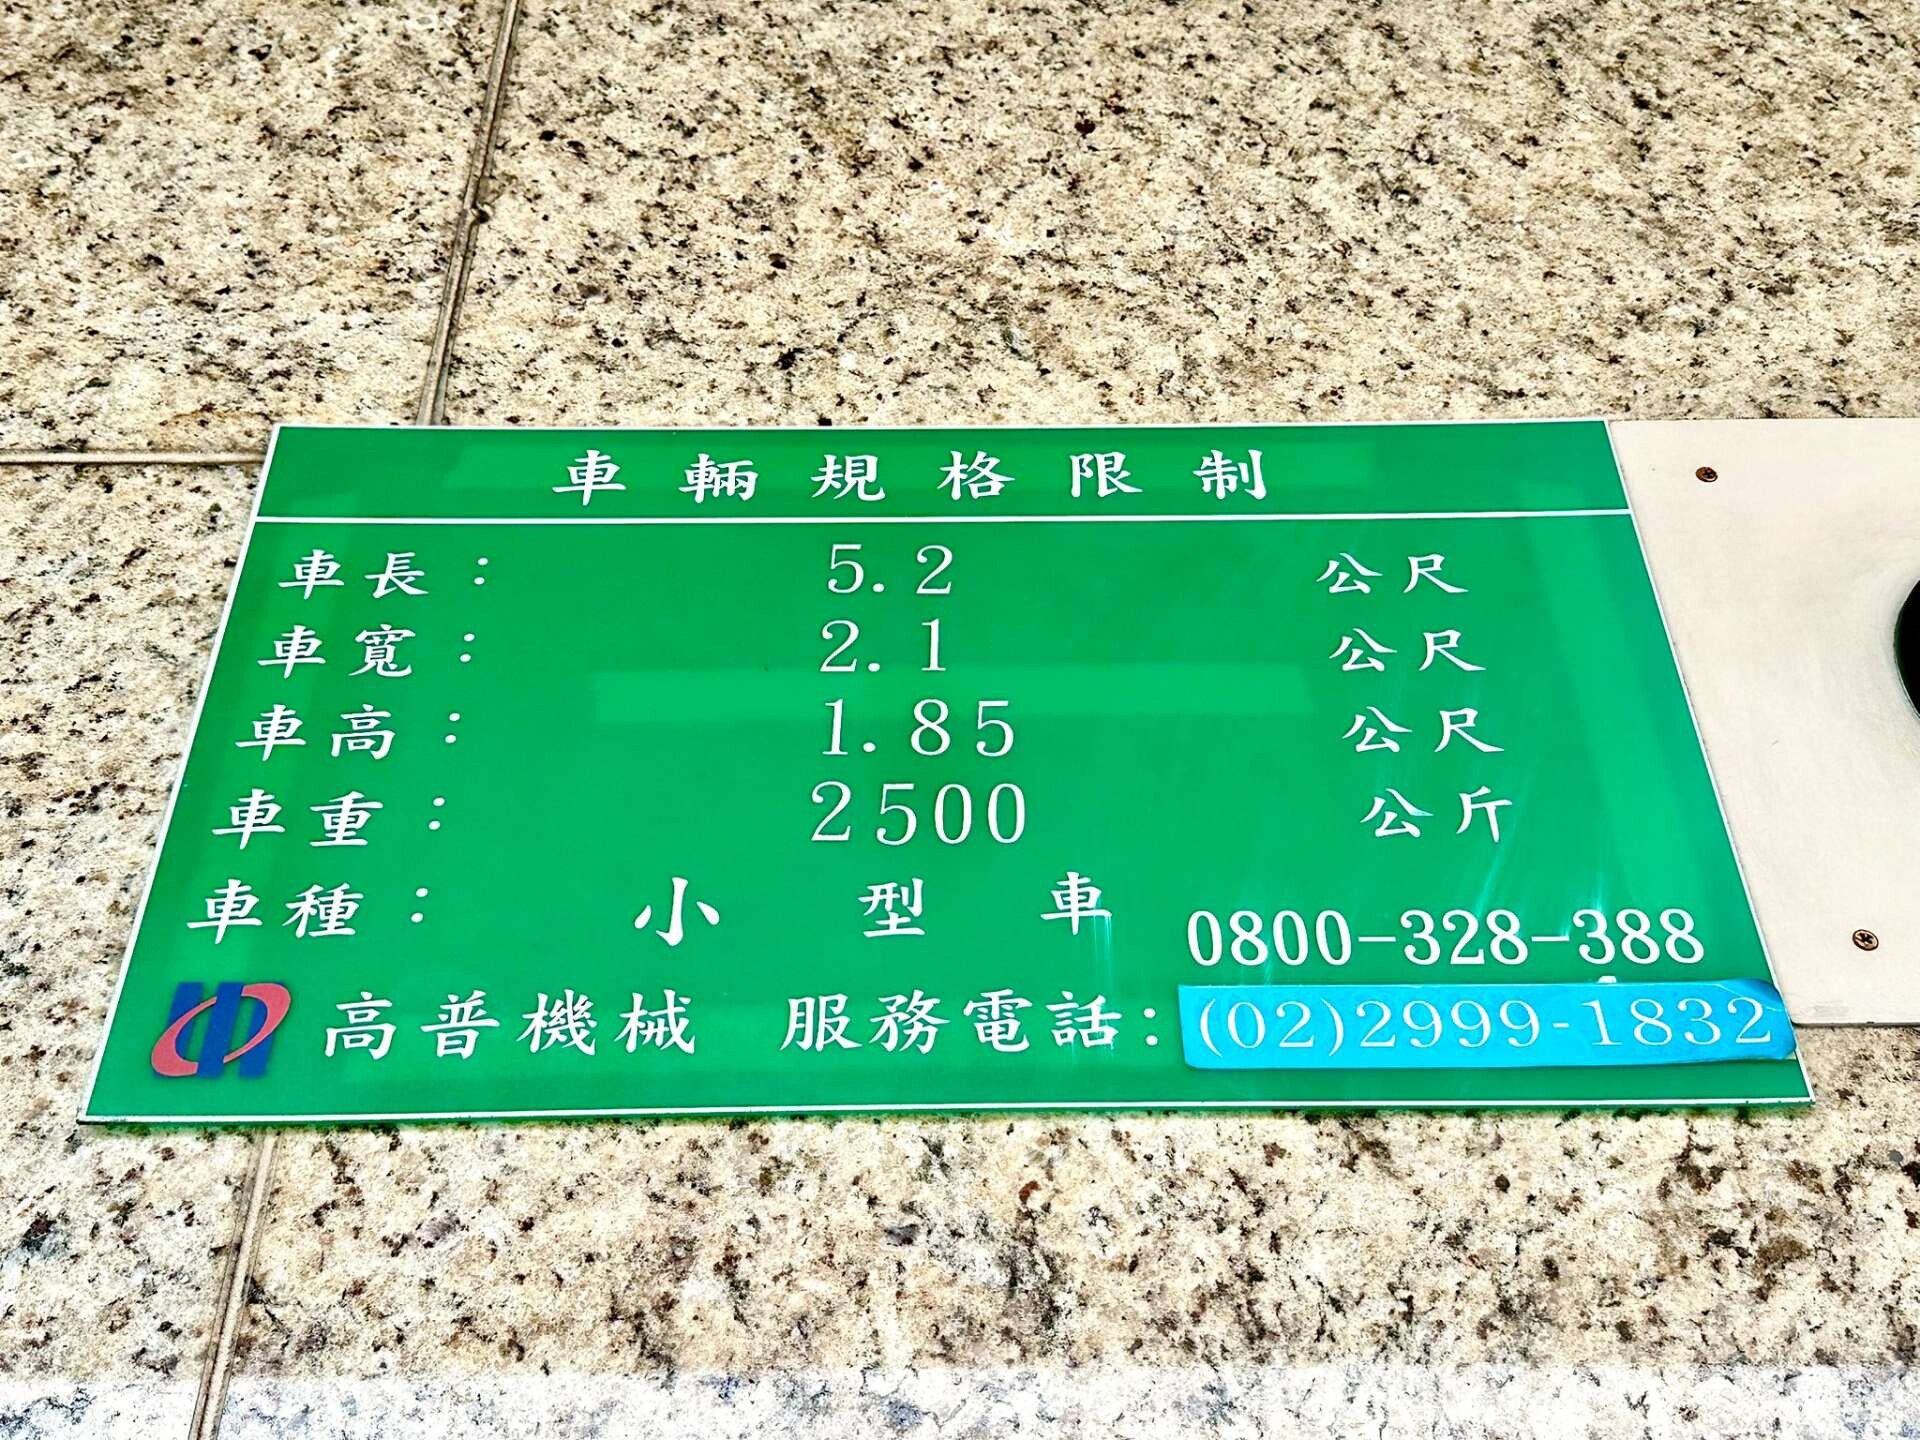 車輛規格限制
車長： 5.2 公尺
車寬： 2.1 公尺
車高： 1.85 公尺
車重： 2500 公斤
車種： 小型車
0800-328-388
高普機械 服務電話：(02)2999-1832